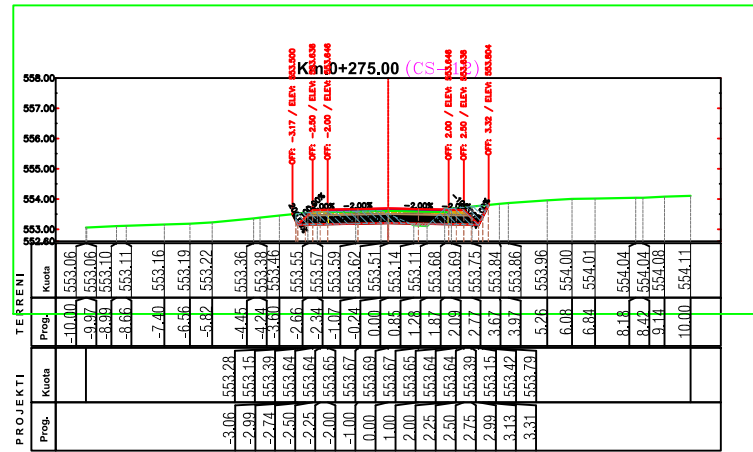 Km 0+275.00 (CS-12)
OFF: -3.17 / ELEV: 553.500
OFF: -2.50 / ELEV: 553.636
OFF: -2.00 / ELEV: 553.646
OFF: 2.00 / ELEV: 553.646
OFF: 2.50 / ELEV: 553.636
OFF: 3.32 / ELEV: 553.804
558.00
557.00
556.00
555.00
554.00
553.00
552.60
-2.00% -2.00% -2.00% -2.00%
TERRENI
Kuota 553.06 553.06 553.10 553.11 553.16 553.19 553.22 553.36 553.38 553.46 553.55 553.57 553.59 553.62 553.51 553.14 553.11 553.68 553.69 553.75 553.84 553.86 553.96 554.00 554.01 554.04 554.04 554.08 554.11
Prog. -10.00 -9.97 -8.99 -8.66 -7.40 -6.56 -5.82 -4.45 -4.24 -3.60 -2.66 -2.34 -1.07 -0.24 0.00 0.85 1.28 1.87 2.09 2.77 3.67 3.97 5.26 6.08 6.84 8.18 8.42 9.14 10.00
PROJEKTI
Kuota 553.29 553.15 553.39 553.64 553.64 553.65 553.67 553.69 553.67 553.65 553.64 553.64 553.39 553.15 553.42 553.79
Prog. -3.06 -2.99 -2.74 -2.50 -2.25 -2.00 -1.00 0.00 1.00 2.00 2.25 2.50 2.75 2.99 3.13 3.31